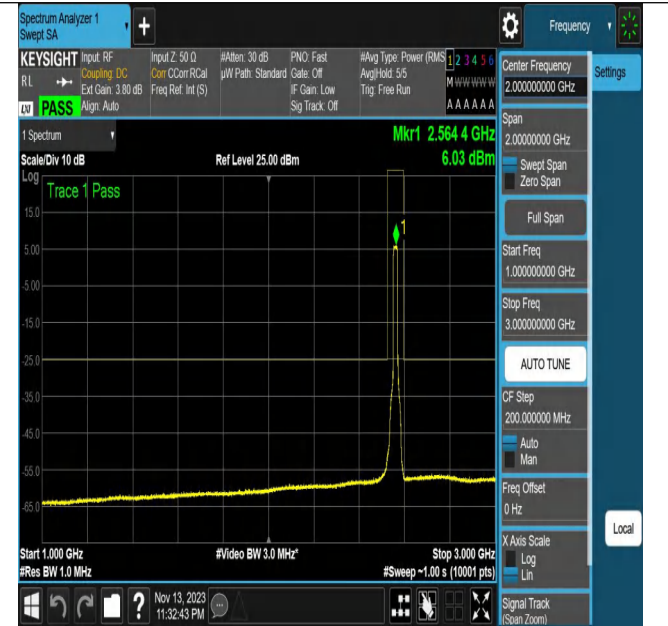 Spectrum Analyzer 1
Swept SA
+
Frequency
KEYSIGHT
RL
LXI
PASS
Input: RF
Coupling: DC
Ext Gain: 3.80 dB
Align: Auto
Input Z: 50 Ω
Corr CCorr RCal
Freq Ref: Int (S)
#Atten: 30 dB
µW Path: Standard
PNO: Fast
Gate: Off
IF Gain: Low
Sig Track: Off
#Avg Type: Power (RMS
Avg|Hold: 5/5
Trig: Free Run
1 2 3 4 5 6
M W W W W W
A A A A A A
1 Spectrum
Scale/Div 10 dB
Ref Level 25.00 dBm
Mkr1 2.564 4 GHz
6.03 dBm
Log
Trace 1 Pass
1
15.0
5.00
-5.00
-15.0
-25.0
-35.0
-45.0
-55.0
-65.0
Start 1.000 GHz
#Video BW 3.0 MHz*
Stop 3.000 GHz
#Res BW 1.0 MHz
#Sweep ~1.00 s (10001 pts)
?
Nov 13, 2023
11:32:43 PM
Center Frequency
2.000000000 GHz
Settings
Span
2.00000000 GHz
Swept Span
Zero Span
Full Span
Start Freq
1.000000000 GHz
Stop Freq
3.000000000 GHz
AUTO TUNE
CF Step
200.000000 MHz
Auto
Man
Freq Offset
0 Hz
X Axis Scale
Log
Lin
Local
Signal Track
(Span Zoom)